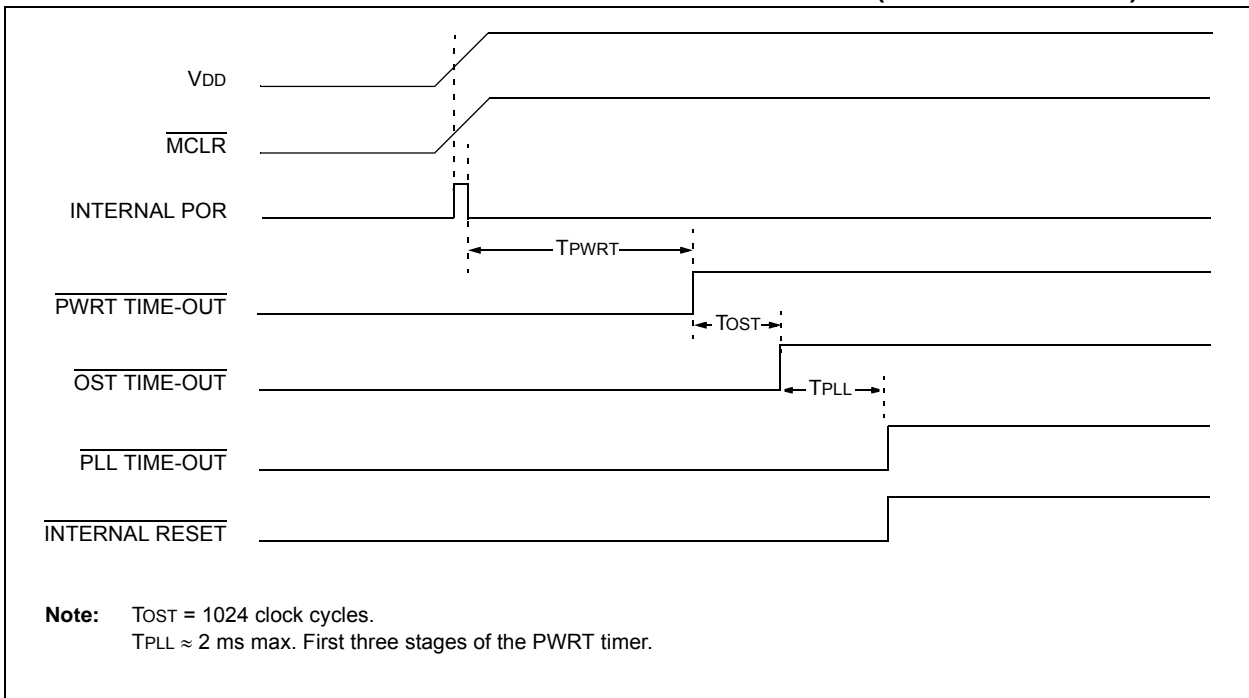 VDD
MCLR
INTERNAL POR
TPWRT
PWRT TIME-OUT
TOST
OST TIME-OUT
TPLL
PLL TIME-OUT
INTERNAL RESET
Note: TOST = 1024 clock cycles.
TPLL ≈ 2 ms max. First three stages of the PWRT timer.